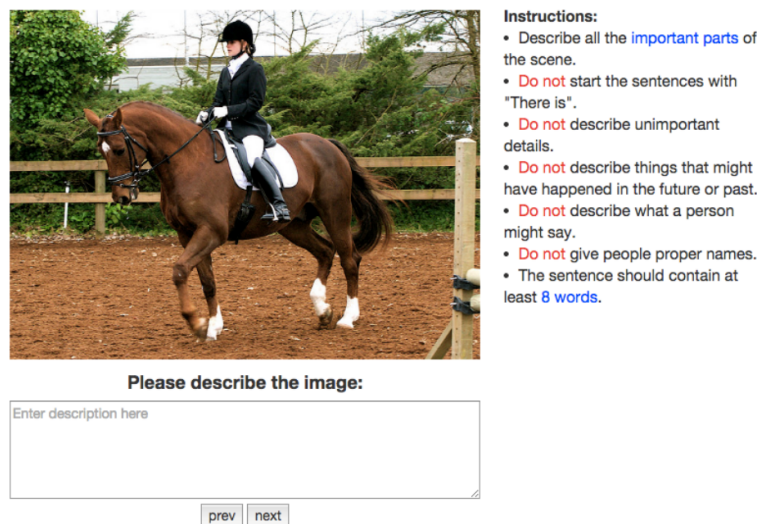 Instructions:
• Describe all the important parts of
the scene.
• Do not start the sentences with
"There is".
• Do not describe unimportant
details.
• Do not describe things that might
have happened in the future or past.
• Do not describe what a person
might say.
• Do not give people proper names.
• The sentence should contain at
least 8 words.
Please describe the image:
Enter description here
prev next